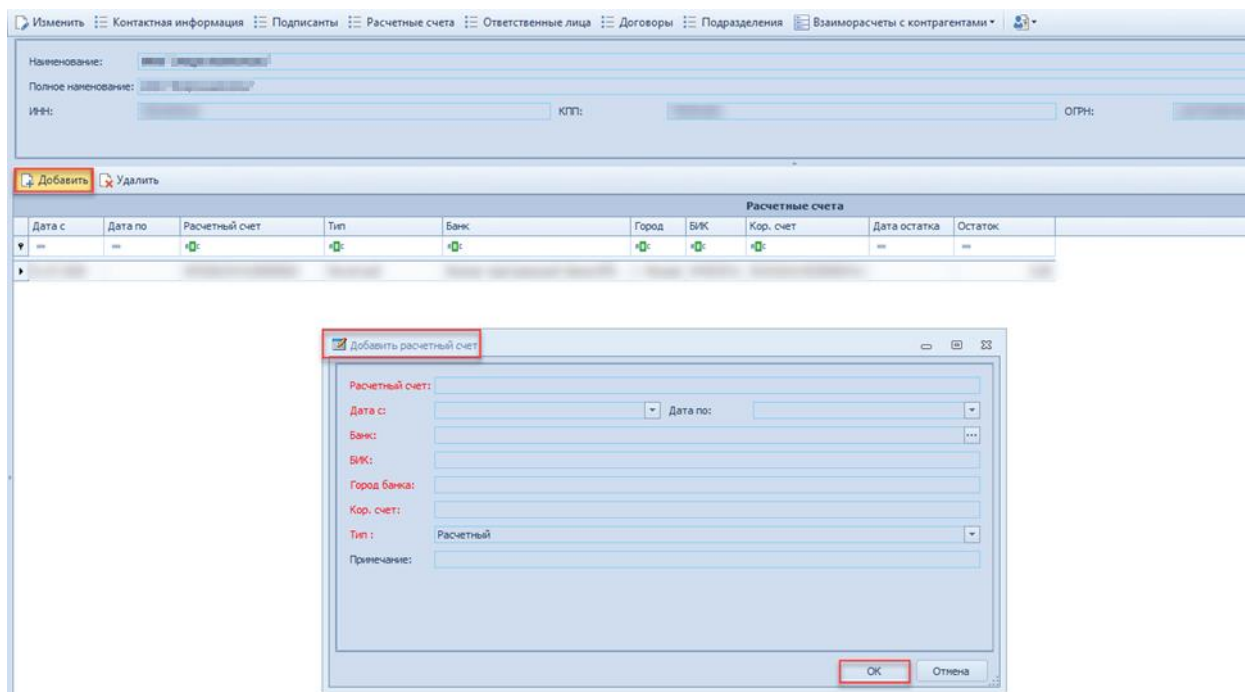 Изменить Контактная информация Подписанты Расчетные счета Ответственные лица Договоры Подразделения Взаиморасчеты с контрагентами
Наименование:
Полное наменование:
ИНН: КПП: ОГРН:
Добавить Удалить
Расчетные счета
Дата с Дата по Расчетный счет Тип Банк Город БИК Кор. счет Дата остатка Остаток
Добавить расчетный счет
Расчетный счет:
Дата с: Дата по:
Банк:
БИК:
Город банка:
Кор. счет:
Тип : Расчетный
Примечание:
ОК Отмена